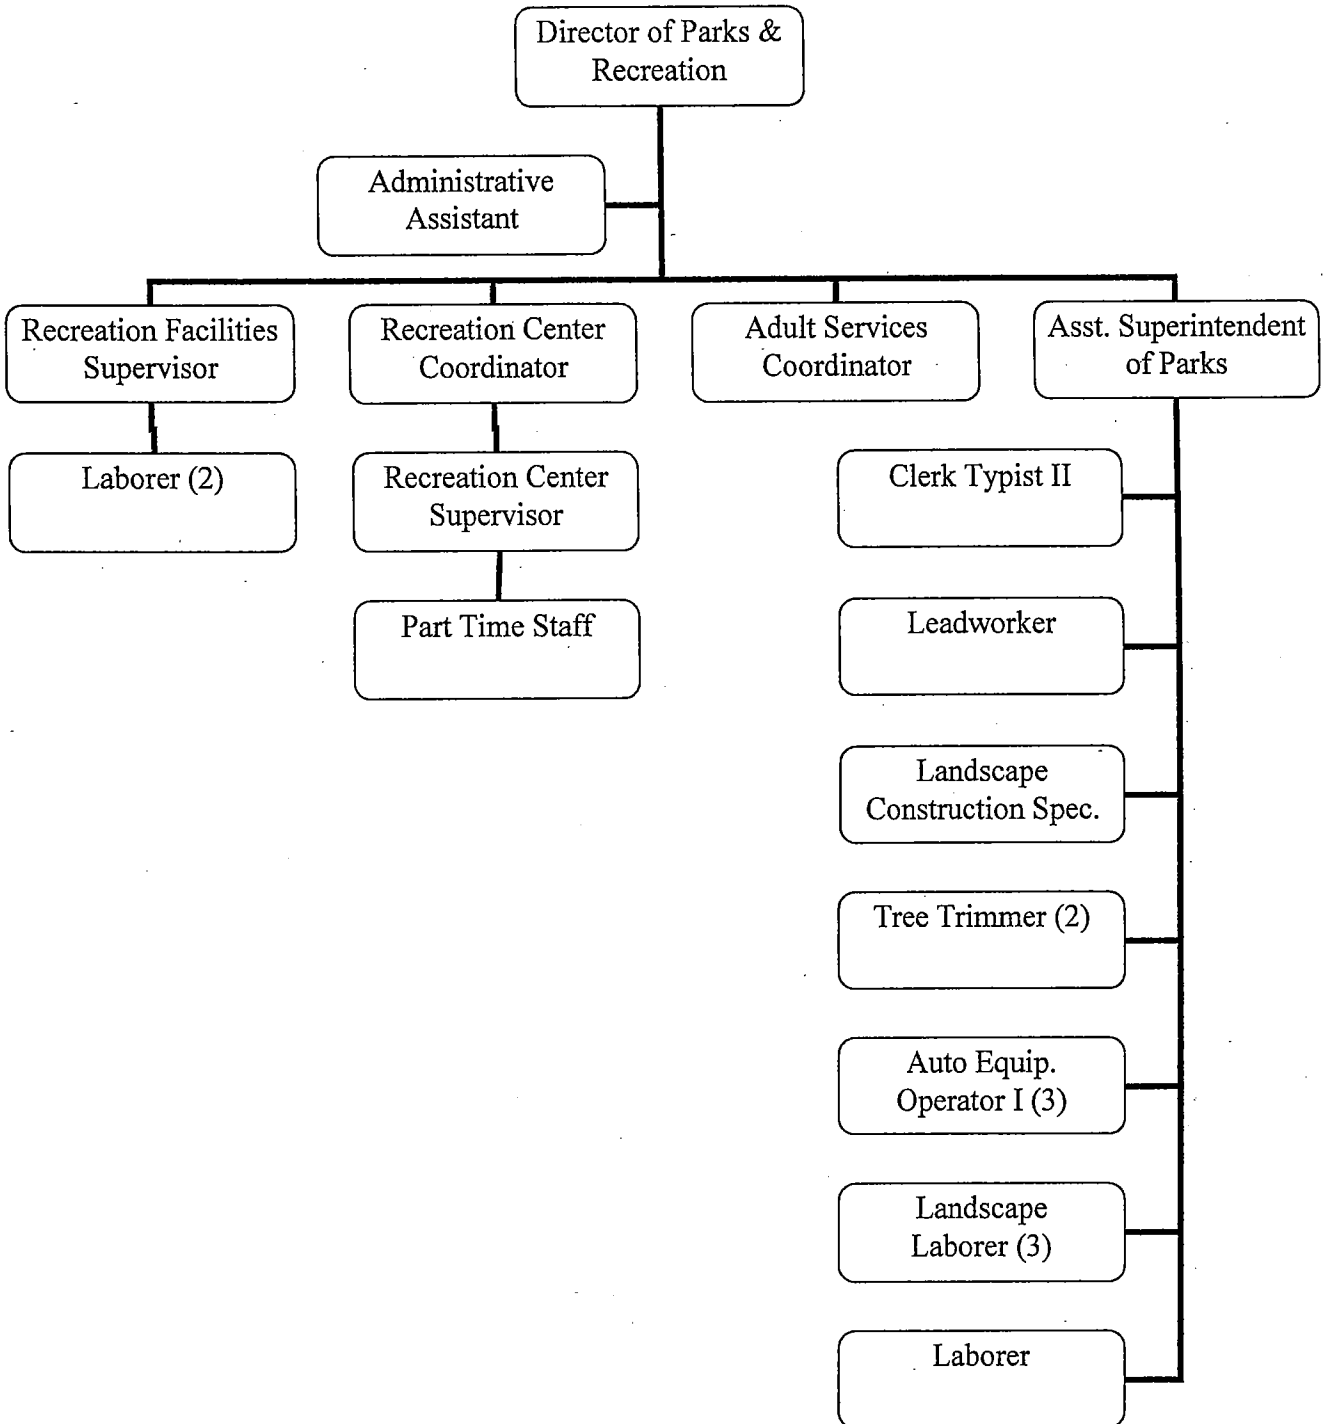 Director of Parks &
Recreation
Administrative
Assistant
Recreation Facilities
Supervisor
Recreation Center
Coordinator
Adult Services
Coordinator
Asst. Superintendent
of Parks
Laborer (2)
Recreation Center
Supervisor
Part Time Staff
Clerk Typist II
Leadworker
Landscape
Construction Spec.
Tree Trimmer (2)
Auto Equip.
Operator I (3)
Landscape
Laborer (3)
Laborer